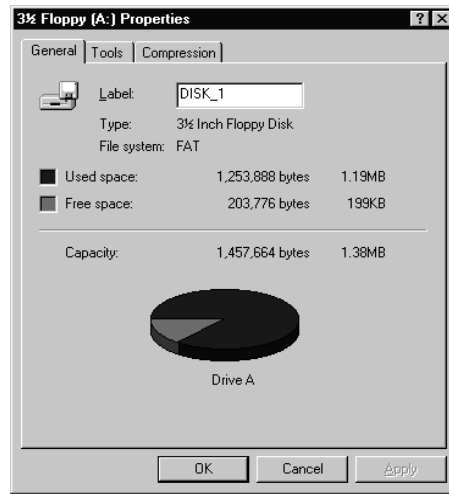 3½ Floppy (A:) Properties
General Tools Compression
Label: DISK_1
Type: 3½ Inch Floppy Disk
File system: FAT
Used space: 1,253,888 bytes 1.19MB
Free space: 203,776 bytes 199KB
Capacity: 1,457,664 bytes 1.38MB
Drive A
OK Cancel Apply